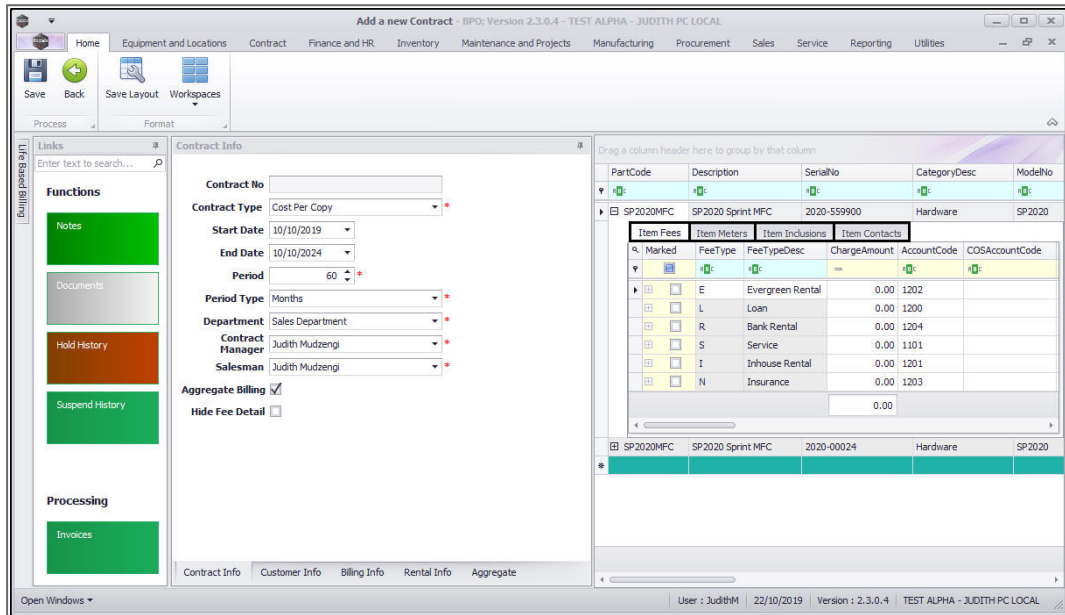 Add a new Contract - BPO: Version 2.3.0.4 - TEST ALPHA - JUDITH PC LOCAL
Home Equipment and Locations Contract Finance and HR Inventory Maintenance and Projects Manufacturing Procurement Sales Service Reporting Utilities
Save Back Save Layout Workspaces
Process Format
Life Based Billing
Links
Enter text to search...
Functions
Notes
Documents
Hold History
Suspend History
Processing
Invoices
Contract Info
Contract No
Contract Type Cost Per Copy *
Start Date 10/10/2019
End Date 10/10/2024
Period 60 *
Period Type Months *
Department Sales Department *
Contract Manager Judith Mudzengi *
Salesman Judith Mudzengi *
Aggregate Billing
Hide Fee Detail
Contract Info Customer Info Billing Info Rental Info Aggregate
Drag a column header here to group by that column
PartCode Description SerialNo CategoryDesc ModelNo
SP2020MFC SP2020 Sprint MFC 2020-559900 Hardware SP2020
Item Fees Item Meters Item Inclusions Item Contacts
Marked FeeType FeeTypeDesc ChargeAmount AccountCode COSAccountCode
E Evergreen Rental 0.00 1202
L Loan 0.00 1200
R Bank Rental 0.00 1204
S Service 0.00 1101
I Inhouse Rental 0.00 1201
N Insurance 0.00 1203
0.00
SP2020MFC SP2020 Sprint MFC 2020-00024 Hardware SP2020
Open Windows User : JudithM 22/10/2019 Version : 2.3.0.4 TEST ALPHA - JUDITH PC LOCAL